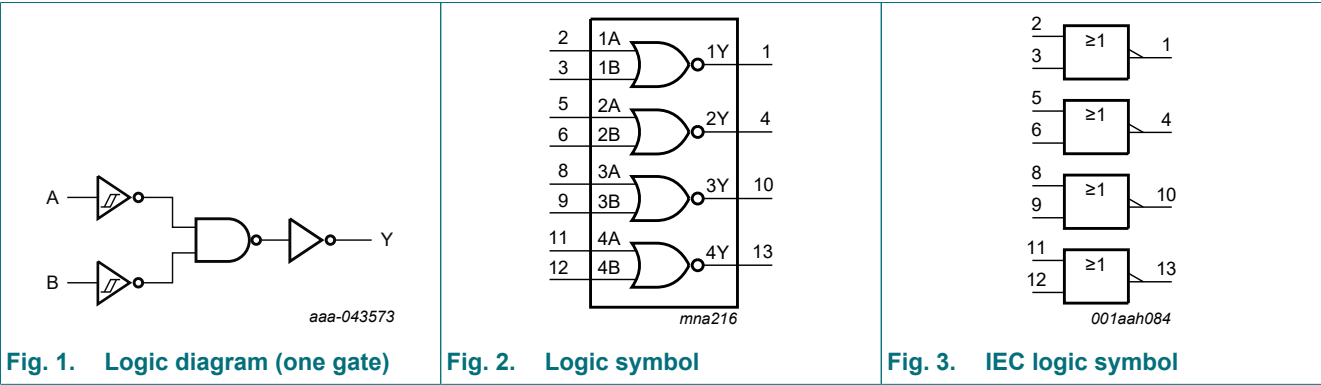 A
B
Y
aaa-043573
Fig. 1. Logic diagram (one gate)
2 1A 1Y 1
3 1B
5 2A 2Y 4
6 2B
8 3A 3Y 10
9 3B
11 4A 4Y 13
12 4B
mna216
Fig. 2. Logic symbol
2 ≥1 1
3
5 ≥1 4
6
8 ≥1 10
9
11 ≥1 13
12
001aah084
Fig. 3. IEC logic symbol